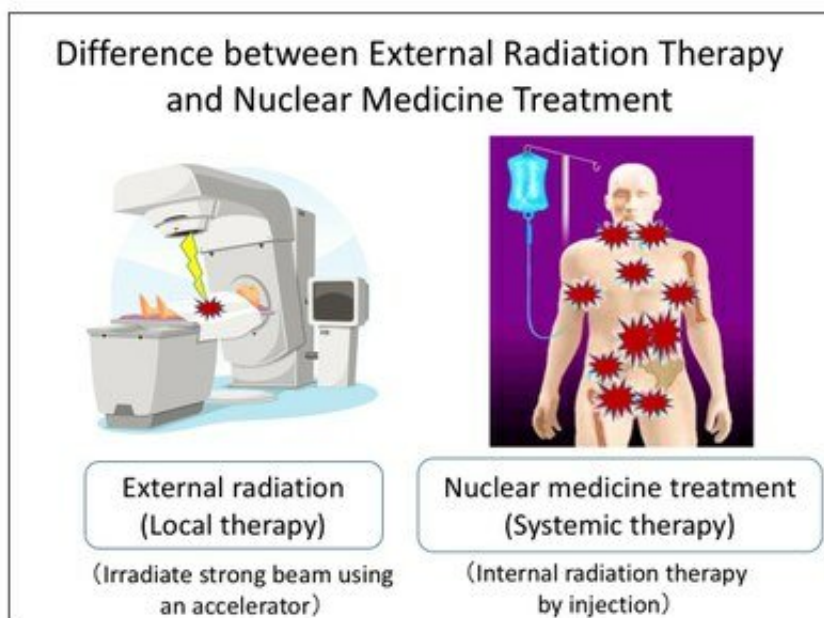 Difference between External Radiation Therapy
and Nuclear Medicine Treatment
External radiation
(Local therapy)
（Irradiate strong beam using
an accelerator）
Nuclear medicine treatment
(Systemic therapy)
（Internal radiation therapy
by injection）